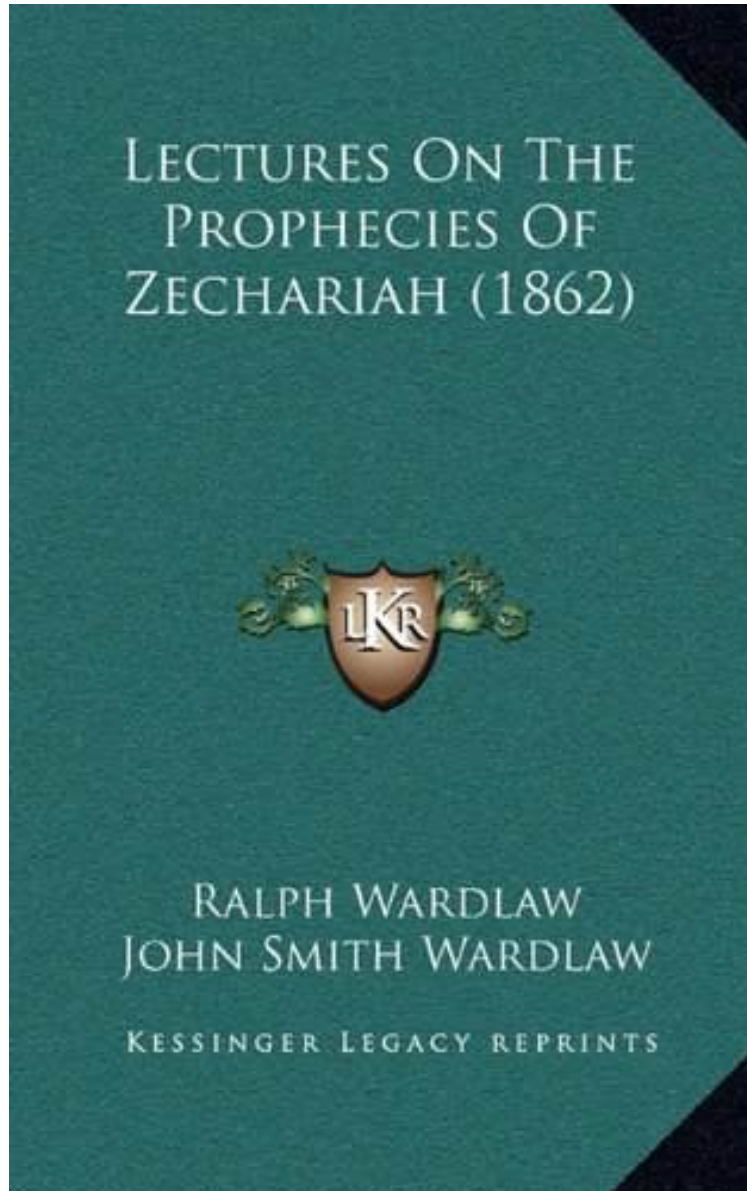 Lectures On The
Prophecies Of
Zechariah (1862)
LKR
Ralph Wardlaw
John Smith Wardlaw
Kessinger Legacy reprints